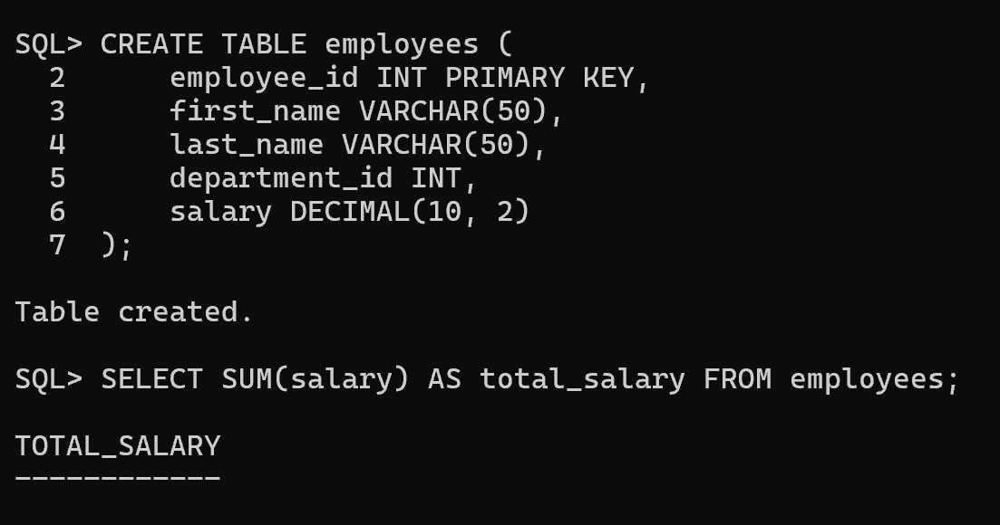 SQL> CREATE TABLE employees (
  2      employee_id INT PRIMARY KEY,
  3      first_name VARCHAR(50),
  4      last_name VARCHAR(50),
  5      department_id INT,
  6      salary DECIMAL(10, 2)
  7  );
Table created.
SQL> SELECT SUM(salary) AS total_salary FROM employees;
TOTAL_SALARY
------------